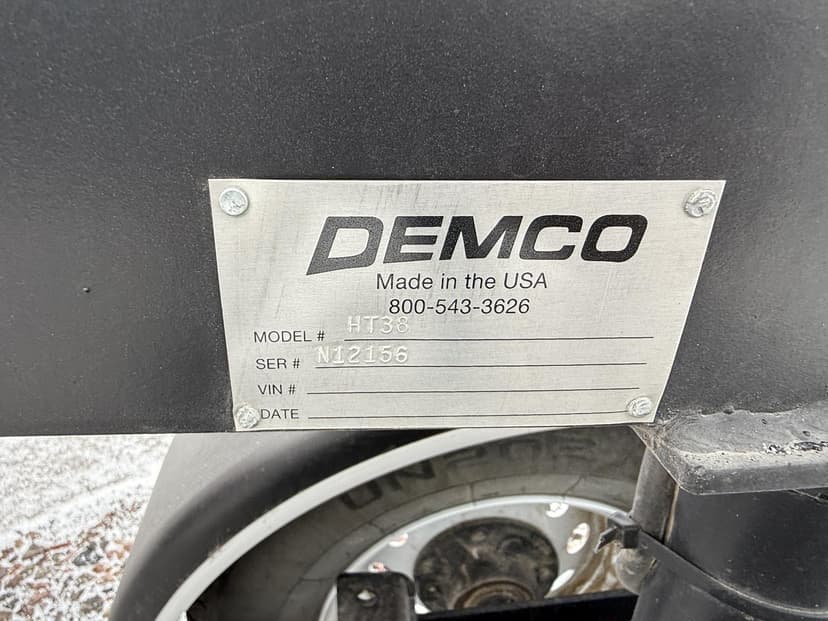 DEMCO
Made in the USA
800-543-3626
MODEL # HT38
SER # N12156
VIN #
DATE